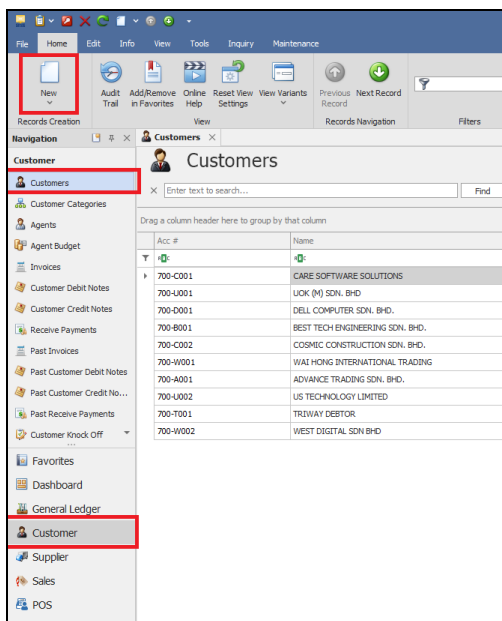 File Home Edit Info View Tools Inquiry Maintenance
New Audit Trail Add/Remove in Favorites Online Help Reset View Settings View Variants Previous Record Next Record
Records Creation View Records Navigation Filters
Navigation Customers
Customer Customers
Customers Enter text to search... Find
Customer Categories
Agents Drag a column header here to group by that column
Agent Budget Acc # Name
Invoices
Customer Debit Notes 700-C001 CARE SOFTWARE SOLUTIONS
700-U001 UOK (M) SDN. BHD
Customer Credit Notes 700-D001 DELL COMPUTER SDN. BHD.
Receive Payments 700-B001 BEST TECH ENGINEERING SDN. BHD.
Past Invoices 700-C002 COSMIC CONSTRUCTION SDN. BHD.
700-W001 WAI HONG INTERNATIONAL TRADING
Past Customer Debit Notes 700-A001 ADVANCE TRADING SDN. BHD.
Past Customer Credit No... 700-U002 US TECHNOLOGY LIMITED
Past Receive Payments 700-T001 TRIWAY DEBTOR
Customer Knock Off 700-W002 WEST DIGITAL SDN BHD
Favorites
Dashboard
General Ledger
Customer
Supplier
Sales
POS